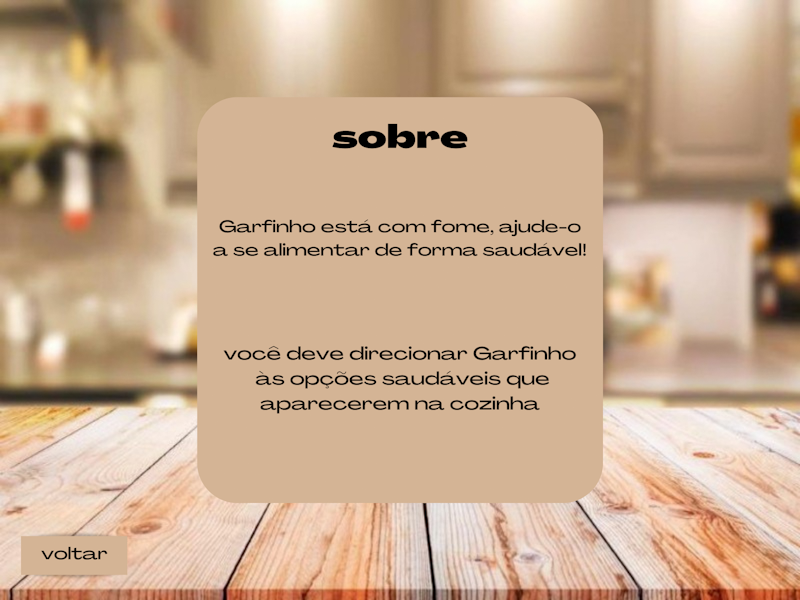 sobre
Garfinho está com fome, ajude-o
a se alimentar de forma saudável!
você deve direcionar Garfinho
às opções saudáveis que
aparecerem na cozinha
voltar